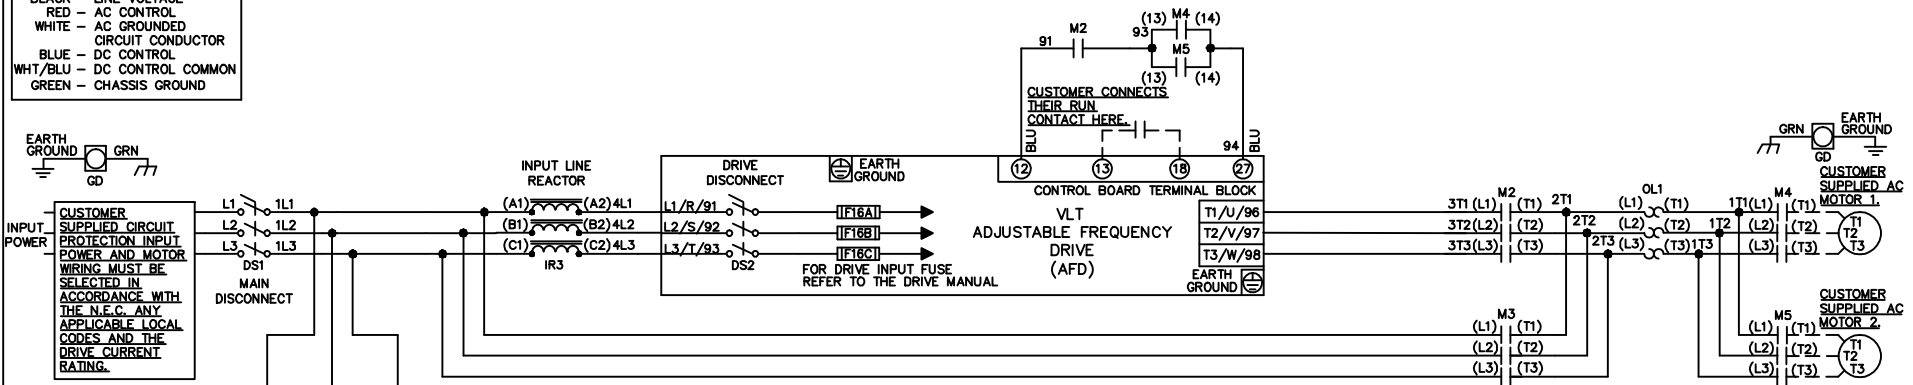 BLACK – LINE VOLTAGE
RED – AC CONTROL
WHITE – AC GROUNDED
CIRCUIT CONDUCTOR
BLUE – DC CONTROL
WHT/BLU – DC CONTROL COMMON
GREEN – CHASSIS GROUND
EARTH
GROUND
GRN
GD
INPUT
POWER
CUSTOMER
SUPPLIED CIRCUIT
PROTECTION INPUT
POWER AND MOTOR
WIRING MUST BE
SELECTED IN
ACCORDANCE WITH
THE N.E.C. ANY
APPLICABLE LOCAL
CODES AND THE
DRIVE CURRENT
RATING.
L1 1L1
L2 1L2
L3 1L3
DS1
MAIN
DISCONNECT
INPUT LINE
REACTOR
(A1) (A2) 4L1
(B1) (B2) 4L2
(C1) (C2) 4L3
IR3
L1/R/91
L2/S/92
L3/T/93
DRIVE
DISCONNECT
DS2
EARTH
GROUND
F16A
F16B
F16C
FOR DRIVE INPUT FUSE
REFER TO THE DRIVE MANUAL
91 M2 93
(13) M4 (14)
M5
(13) (14)
CUSTOMER CONNECTS
THEIR RUN
CONTACT HERE.
BLU
94 BLU
12 13 18 27
CONTROL BOARD TERMINAL BLOCK
VLT
ADJUSTABLE FREQUENCY
DRIVE
(AFD)
T1/U/96
T2/V/97
T3/W/98
EARTH
GROUND
M2
3T1 (L1) (T1) 2T1
3T2 (L2) (T2) 2T2
3T3 (L3) (T3) 2T3
M3
(L1) (T1)
(L2) (T2)
(L3) (T3)
OL1
(L1) (T1) 1T1
(L2) (T2) 1T2
(L3) (T3) 1T3
GRN
GD
EARTH
GROUND
CUSTOMER
SUPPLIED AC
MOTOR 1.
M4
(L1) (T1)
(L2) (T2)
(L3) (T3)
T1
T2
T3
CUSTOMER
SUPPLIED AC
MOTOR 2.
M5
(L1) (T1)
(L2) (T2)
(L3) (T3)
T1
T2
T3